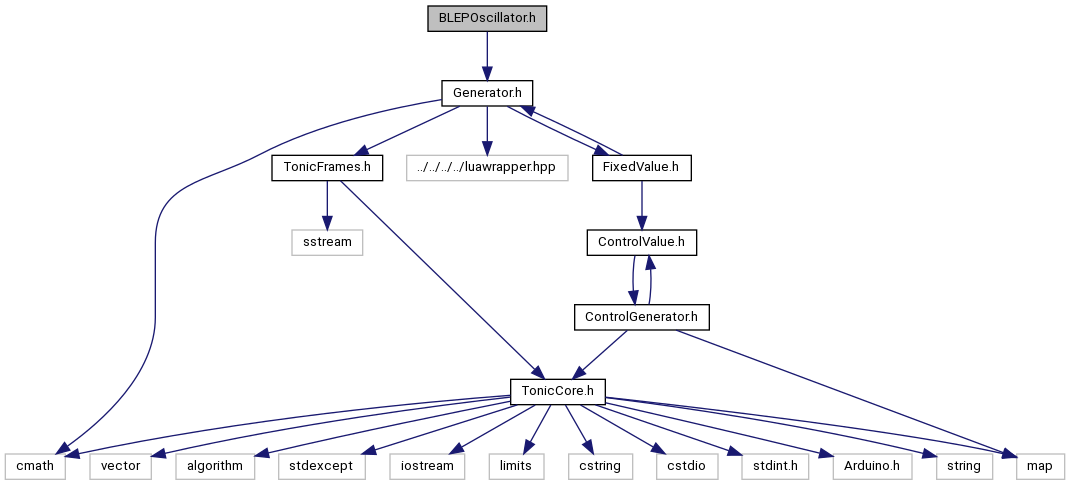 BLEPOscillator.h
Generator.h
TonicFrames.h
../../../../luawrapper.hpp
FixedValue.h
sstream
ControlValue.h
ControlGenerator.h
TonicCore.h
cmath
vector
algorithm
stdexcept
iostream
limits
cstring
cstdio
stdint.h
Arduino.h
string
map